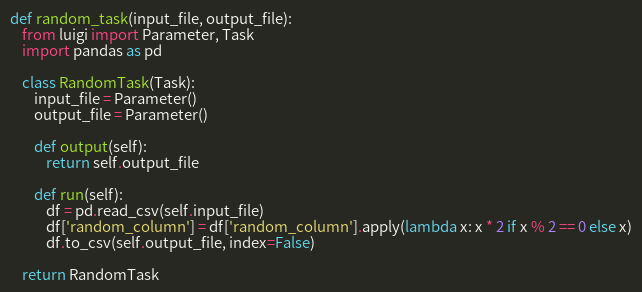 def random_task(input_file, output_file):
from luigi import Parameter, Task
import pandas as pd
class RandomTask(Task):
input_file = Parameter()
output_file = Parameter()
def output(self):
return self.output_file
def run(self):
df = pd.read_csv(self.input_file)
df['random_column'] = df['random_column'].apply(lambda x: x * 2 if x % 2 == 0 else x)
df.to_csv(self.output_file, index=False)
return RandomTask